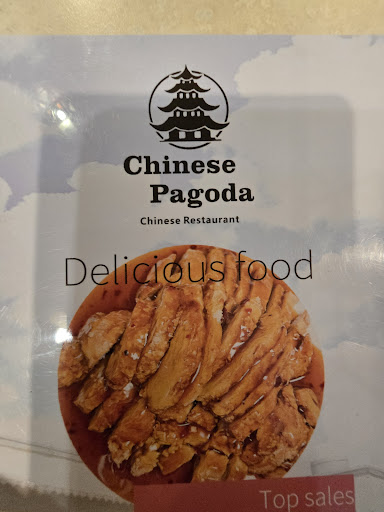 Chinese
Pagoda
Chinese Restaurant
Delicious food
Top sales